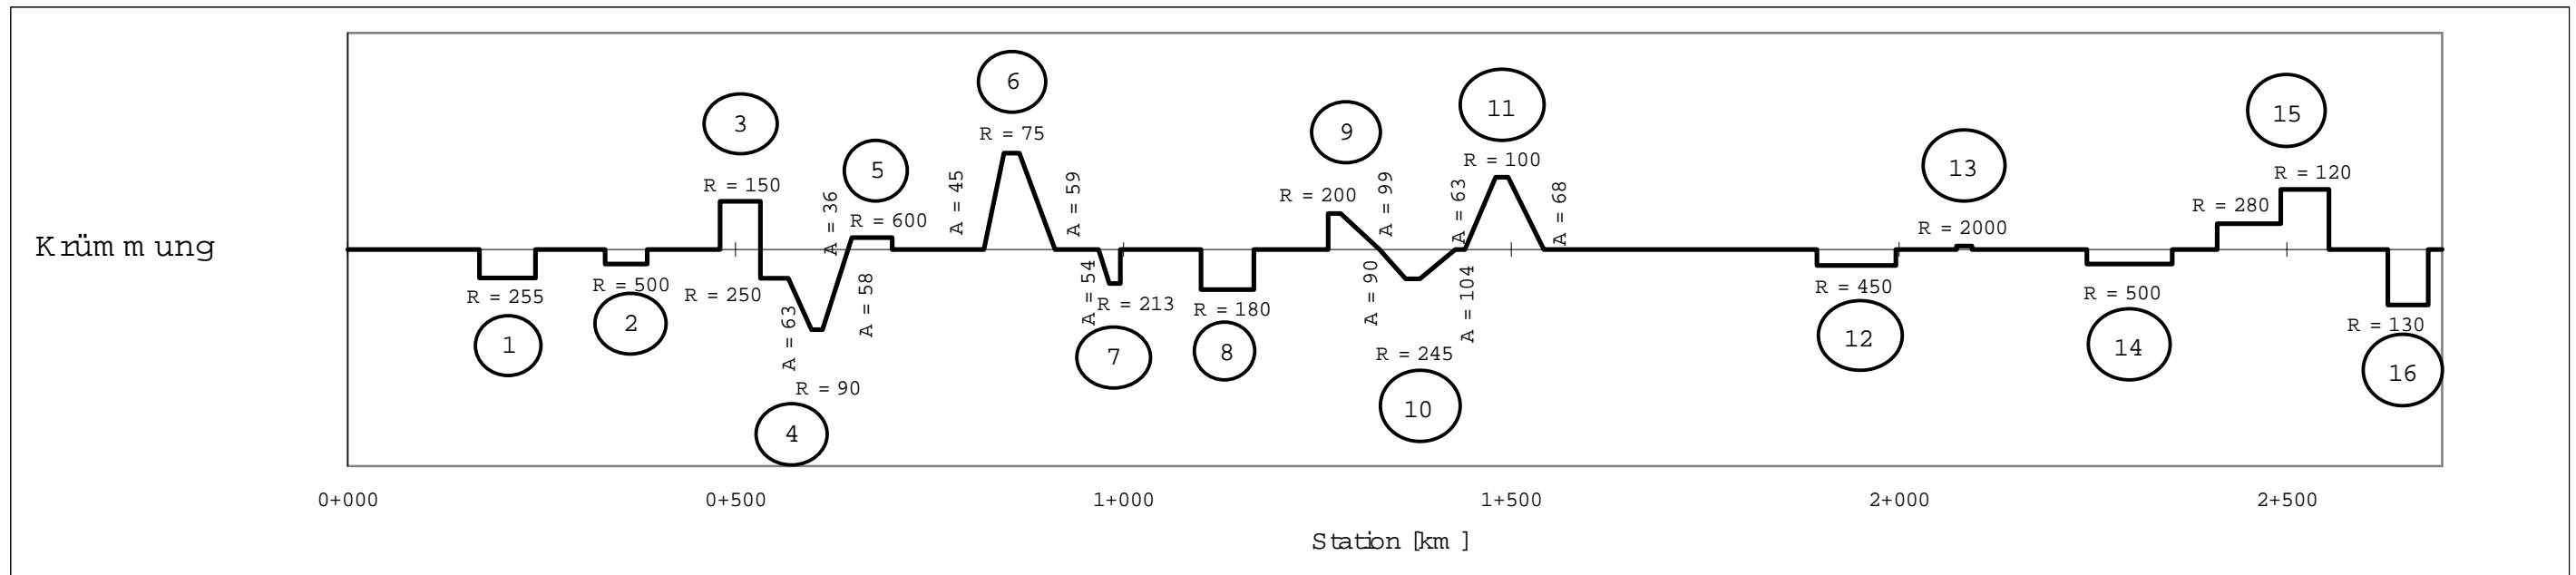 6
11
15
3
9
R = 75
13
R = 100
5
R = 120
R = 150
A = 45
A = 59
A = 99
A = 63
A = 68
R = 200
A = 36
R = 600
R = 280
R = 2000
Krümmung
R = 255
R = 500
R = 250
A = 63
A = 58
A = 54
R = 213
R = 180
A = 90
A = 104
R = 450
R = 500
R = 130
1
2
7
8
R = 245
12
14
16
R = 90
4
10
0+000
0+500
1+000
1+500
2+000
2+500
Station [km]